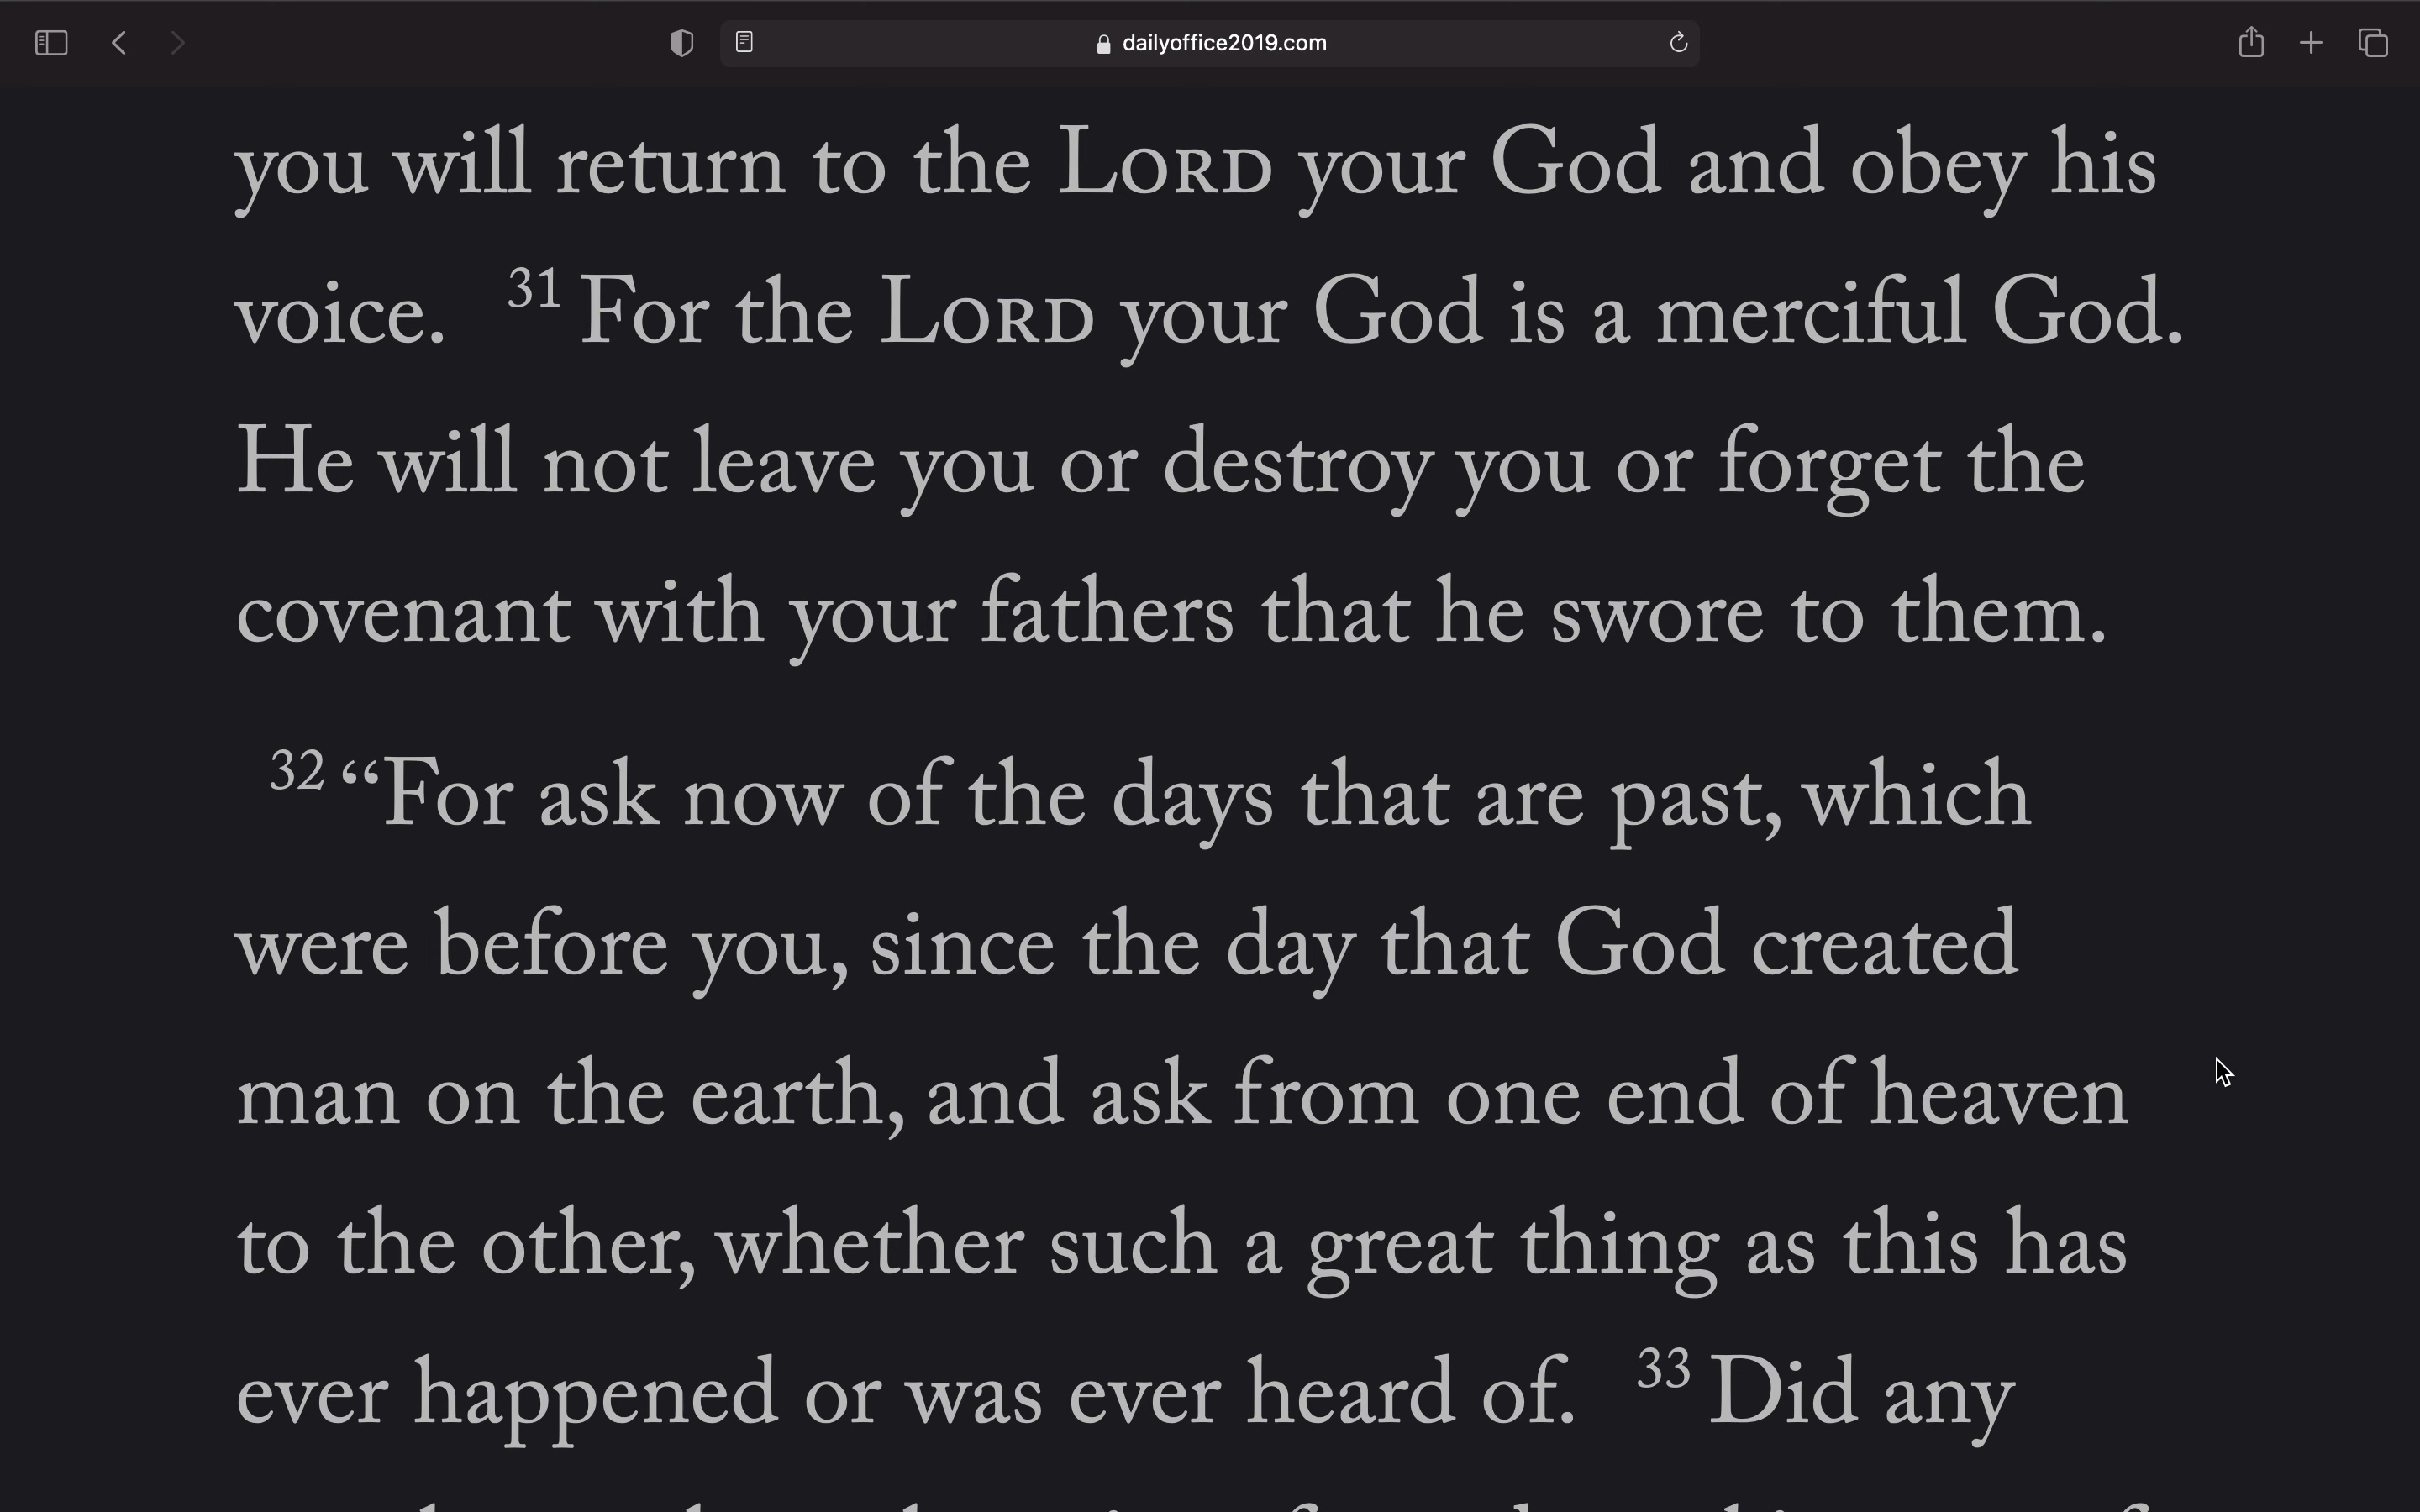 dailyoffice2019.com
you will return to the LORD your God and obey his
voice. 31 For the LORD your God is a merciful God.
He will not leave you or destroy you or forget the
covenant with your fathers that he swore to them.
32 “For ask now of the days that are past, which
were before you, since the day that God created
man on the earth, and ask from one end of heaven
to the other, whether such a great thing as this has
ever happened or was ever heard of. 33 Did any